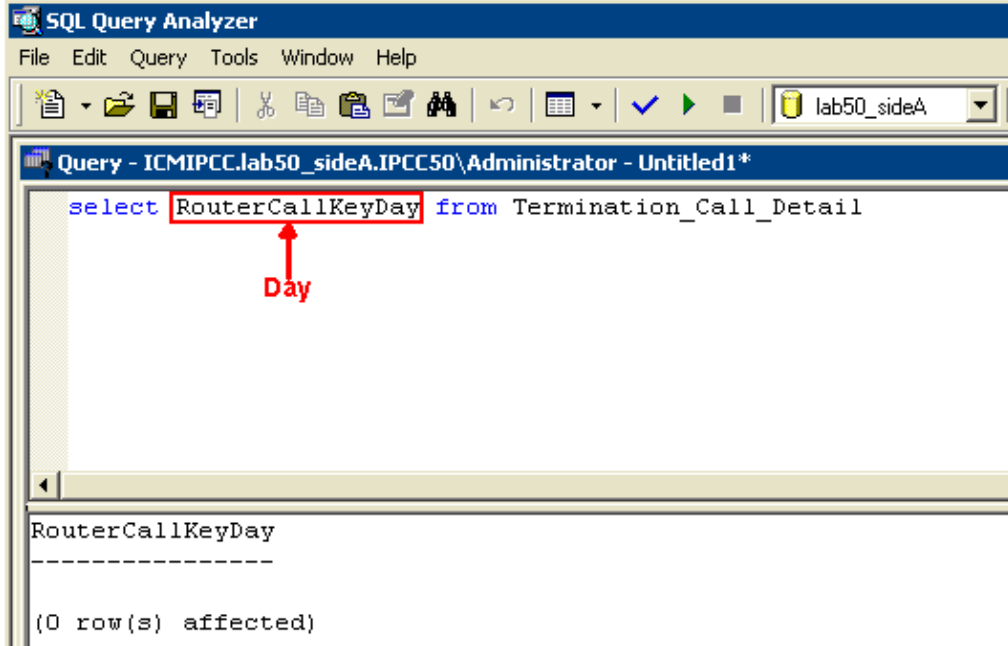 SQL Query Analyzer
File Edit Query Tools Window Help
lab50_sideA
Query - ICMIPCC.lab50_sideA.IPCC50\Administrator - Untitled1*
select RouterCallKeyDay from Termination_Call_Detail
Day
RouterCallKeyDay
----------------
(0 row(s) affected)